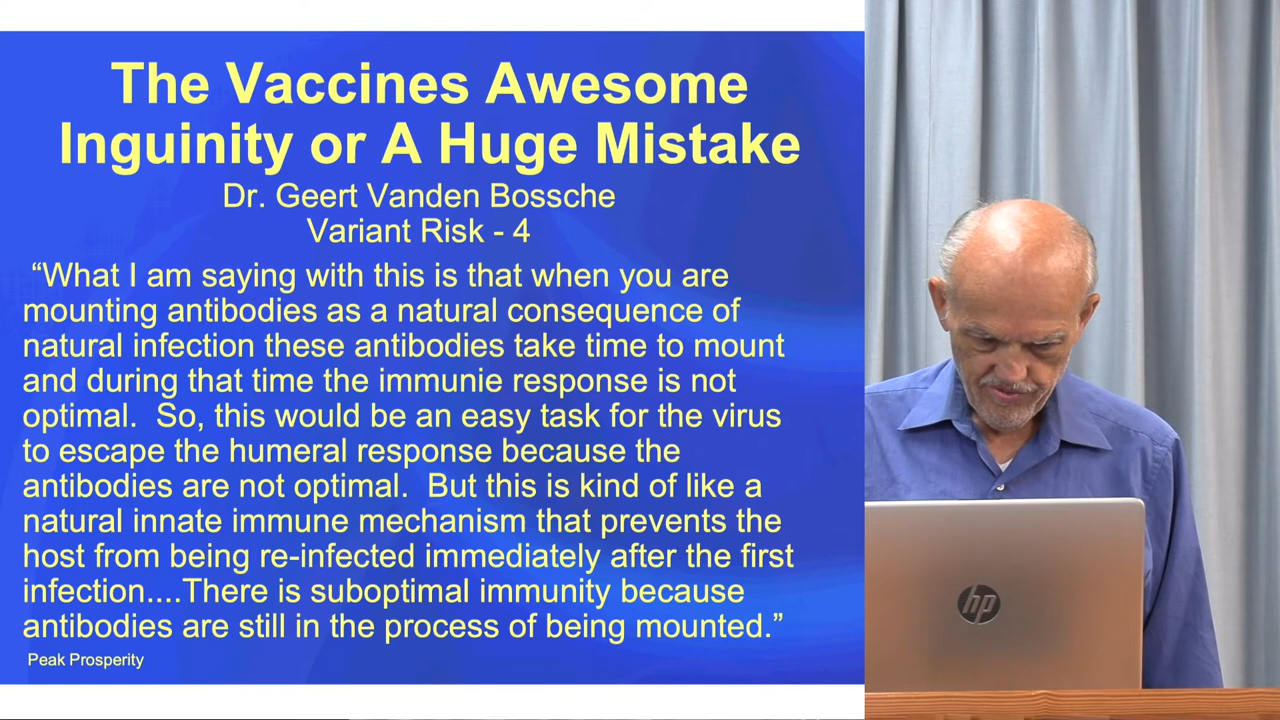 The Vaccines Awesome
Inguinity or A Huge Mistake
Dr. Geert Vanden Bossche
Variant Risk - 4
“What I am saying with this is that when you are
mounting antibodies as a natural consequence of
natural infection these antibodies take time to mount
and during that time the immunie response is not
optimal.  So, this would be an easy task for the virus
to escape the humeral response because the
antibodies are not optimal.  But this is kind of like a
natural innate immune mechanism that prevents the
host from being re-infected immediately after the first
infection....There is suboptimal immunity because
antibodies are still in the process of being mounted.”
Peak Prosperity
hp